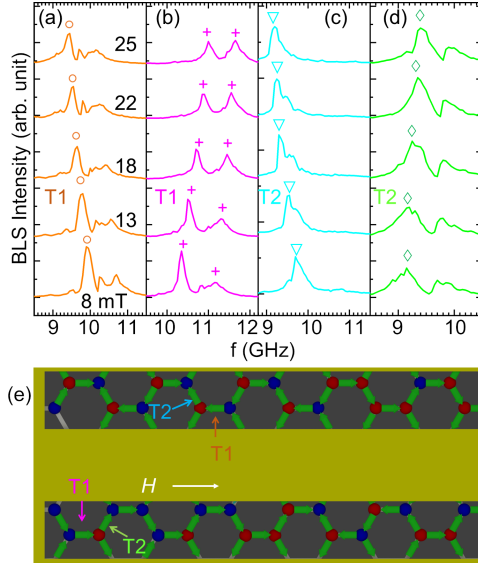 (a) (b) (c) (d)
BLS Intensity (arb. unit)
25
22
18
T1 T1 T2 T2
13
8 mT
9 10 11 10 11 12 9 10 11 9 10
f (GHz)
(e)
T2
T1
H
T1
T2